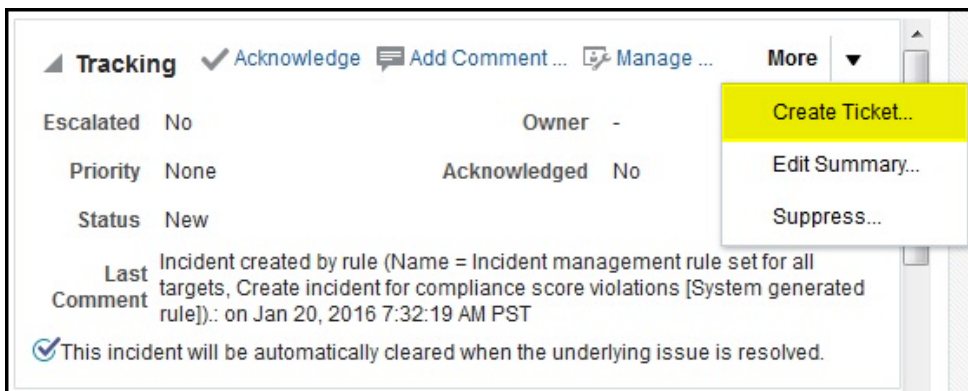 Tracking Acknowledge Add Comment ... Manage ... More
Create Ticket...
Edit Summary...
Suppress...
Escalated No Owner -
Priority None Acknowledged No
Status New
Last Comment Incident created by rule (Name = Incident management rule set for all
targets, Create incident for compliance score violations [System generated
rule]).: on Jan 20, 2016 7:32:19 AM PST
This incident will be automatically cleared when the underlying issue is resolved.